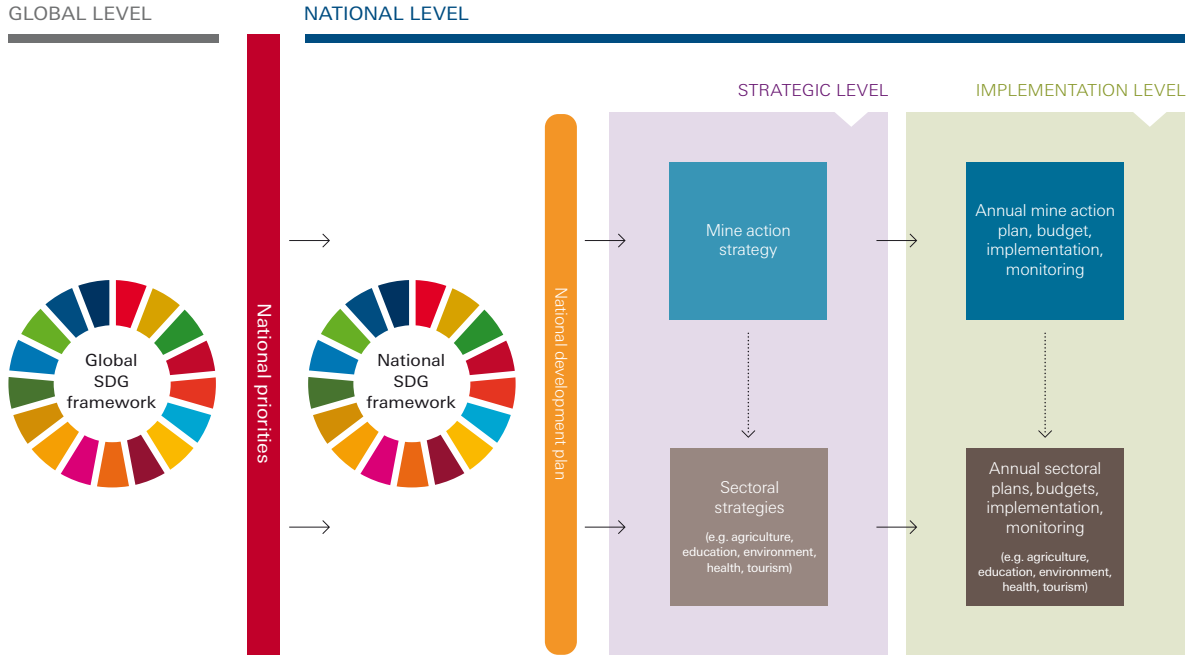 GLOBAL LEVEL
NATIONAL LEVEL
STRATEGIC LEVEL
IMPLEMENTATION LEVEL
Global
SDG
framework
National priorities
National
SDG
framework
National development plan
Mine action
strategy
Annual mine action
plan, budget,
implementation,
monitoring
Sectoral
strategies
(e.g. agriculture,
education, environment,
health, tourism)
Annual sectoral
plans, budgets,
implementation,
monitoring
(e.g. agriculture,
education, environment,
health, tourism)